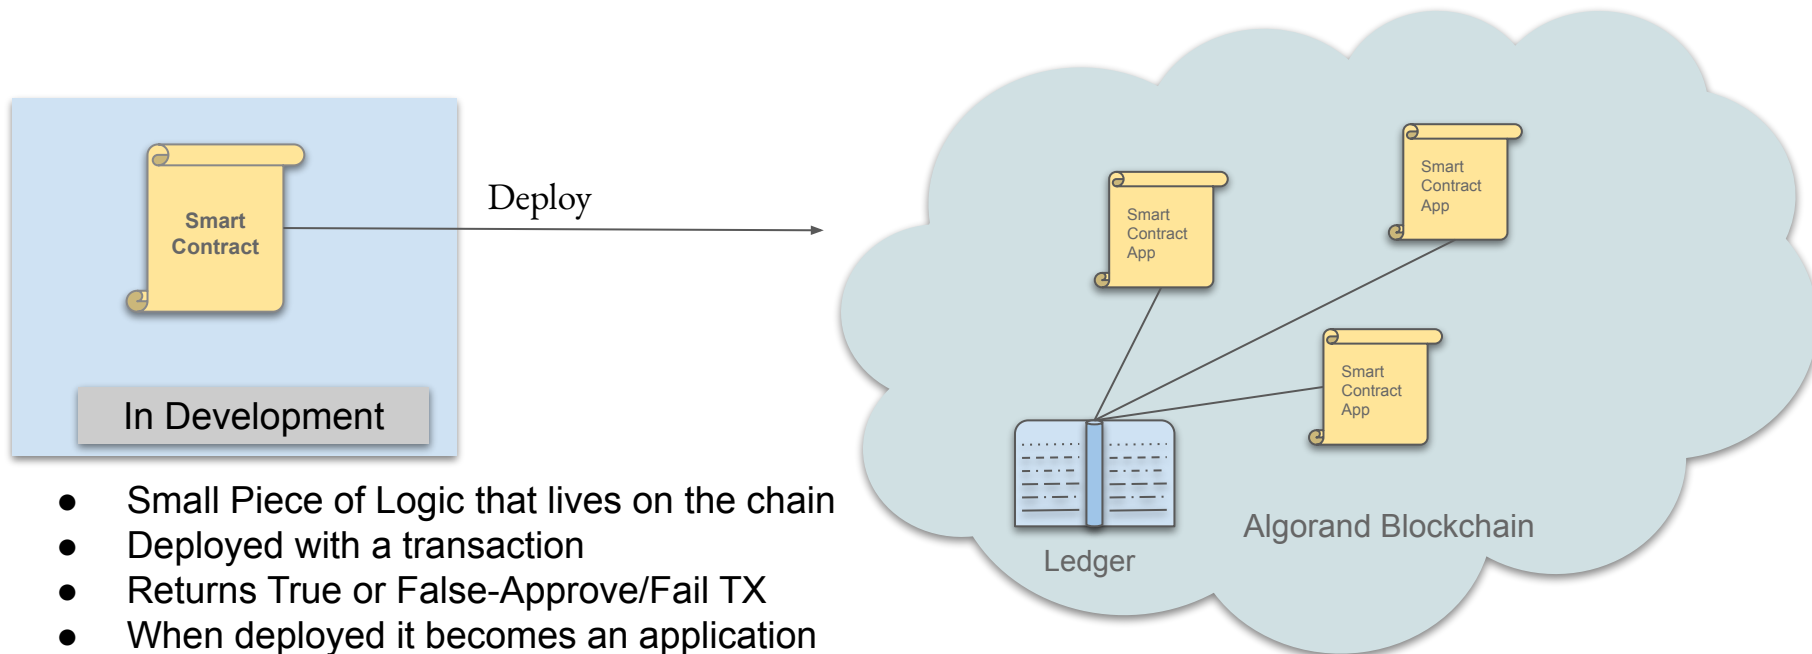 Smart
Contract
In Development
Deploy
● Small Piece of Logic that lives on the chain
● Deployed with a transaction
● Returns True or False-Approve/Fail TX
● When deployed it becomes an application
Smart
Contract
App
Smart
Contract
App
Smart
Contract
App
Ledger
Algorand Blockchain